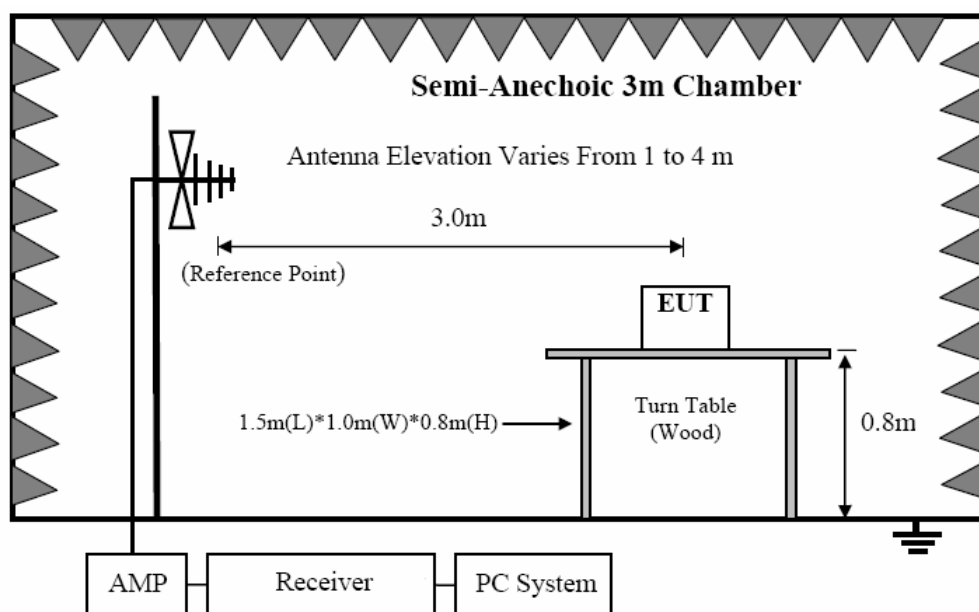 Semi-Anechoic 3m Chamber
Antenna Elevation Varies From 1 to 4 m
3.0m
(Reference Point)
EUT
1.5m(L)*1.0m(W)*0.8m(H)
Turn Table
(Wood)
0.8m
AMP
Receiver
PC System